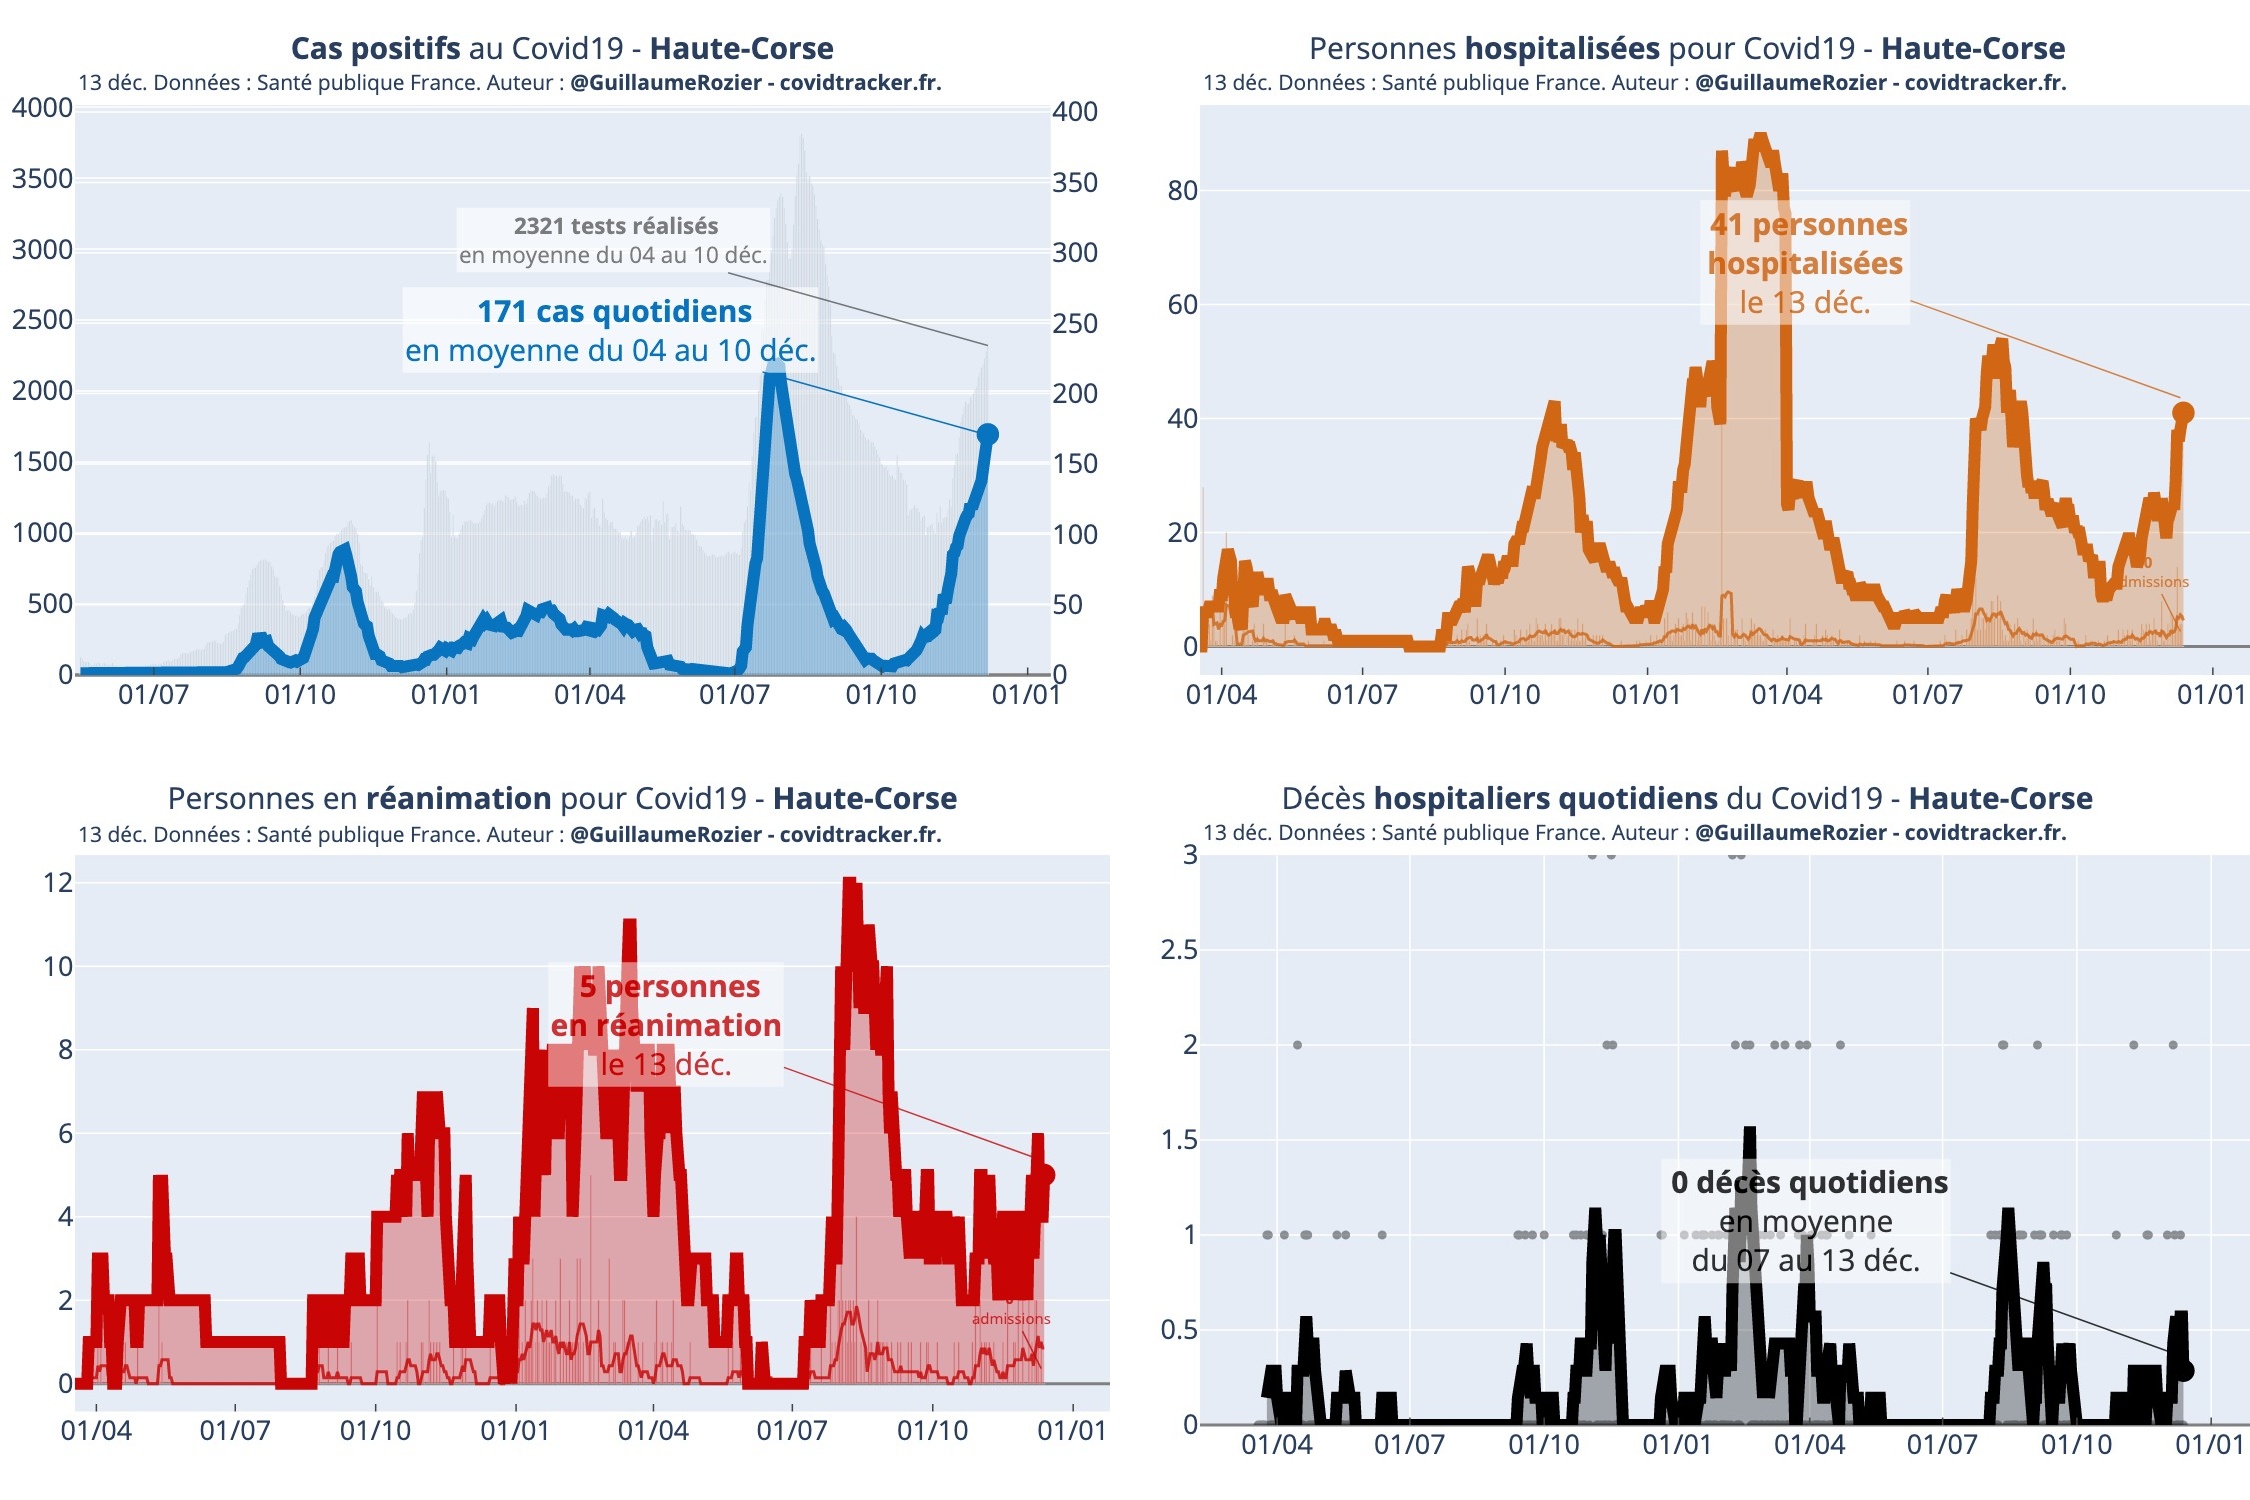 Cas positifs au Covid19 - Haute-Corse
13 déc. Données : Santé publique France. Auteur : @GuillaumeRozier - covidtracker.fr.
4000
3500
3000
2500
2000
1500
1000
500
0
400
350
300
250
200
150
100
50
0
2321 tests réalisés
en moyenne du 04 au 10 déc.
171 cas quotidiens
en moyenne du 04 au 10 déc.
01/07 01/10 01/01 01/04 01/07 01/10 01/01
Personnes hospitalisées pour Covid19 - Haute-Corse
13 déc. Données : Santé publique France. Auteur : @GuillaumeRozier - covidtracker.fr.
80
60
40
20
0
41 personnes
hospitalisées
le 13 déc.
01/04 01/07 01/10 01/01 01/04 01/07 01/10 01/01
Personnes en réanimation pour Covid19 - Haute-Corse
13 déc. Données : Santé publique France. Auteur : @GuillaumeRozier - covidtracker.fr.
12
10
8
6
4
2
0
5 personnes
en réanimation
le 13 déc.
admissions
01/04 01/07 01/10 01/01 01/04 01/07 01/10 01/01
Décès hospitaliers quotidiens du Covid19 - Haute-Corse
13 déc. Données : Santé publique France. Auteur : @GuillaumeRozier - covidtracker.fr.
3
2.5
2
1.5
1
0.5
0
0 décès quotidiens
en moyenne
du 07 au 13 déc.
01/04 01/07 01/10 01/01 01/04 01/07 01/10 01/01